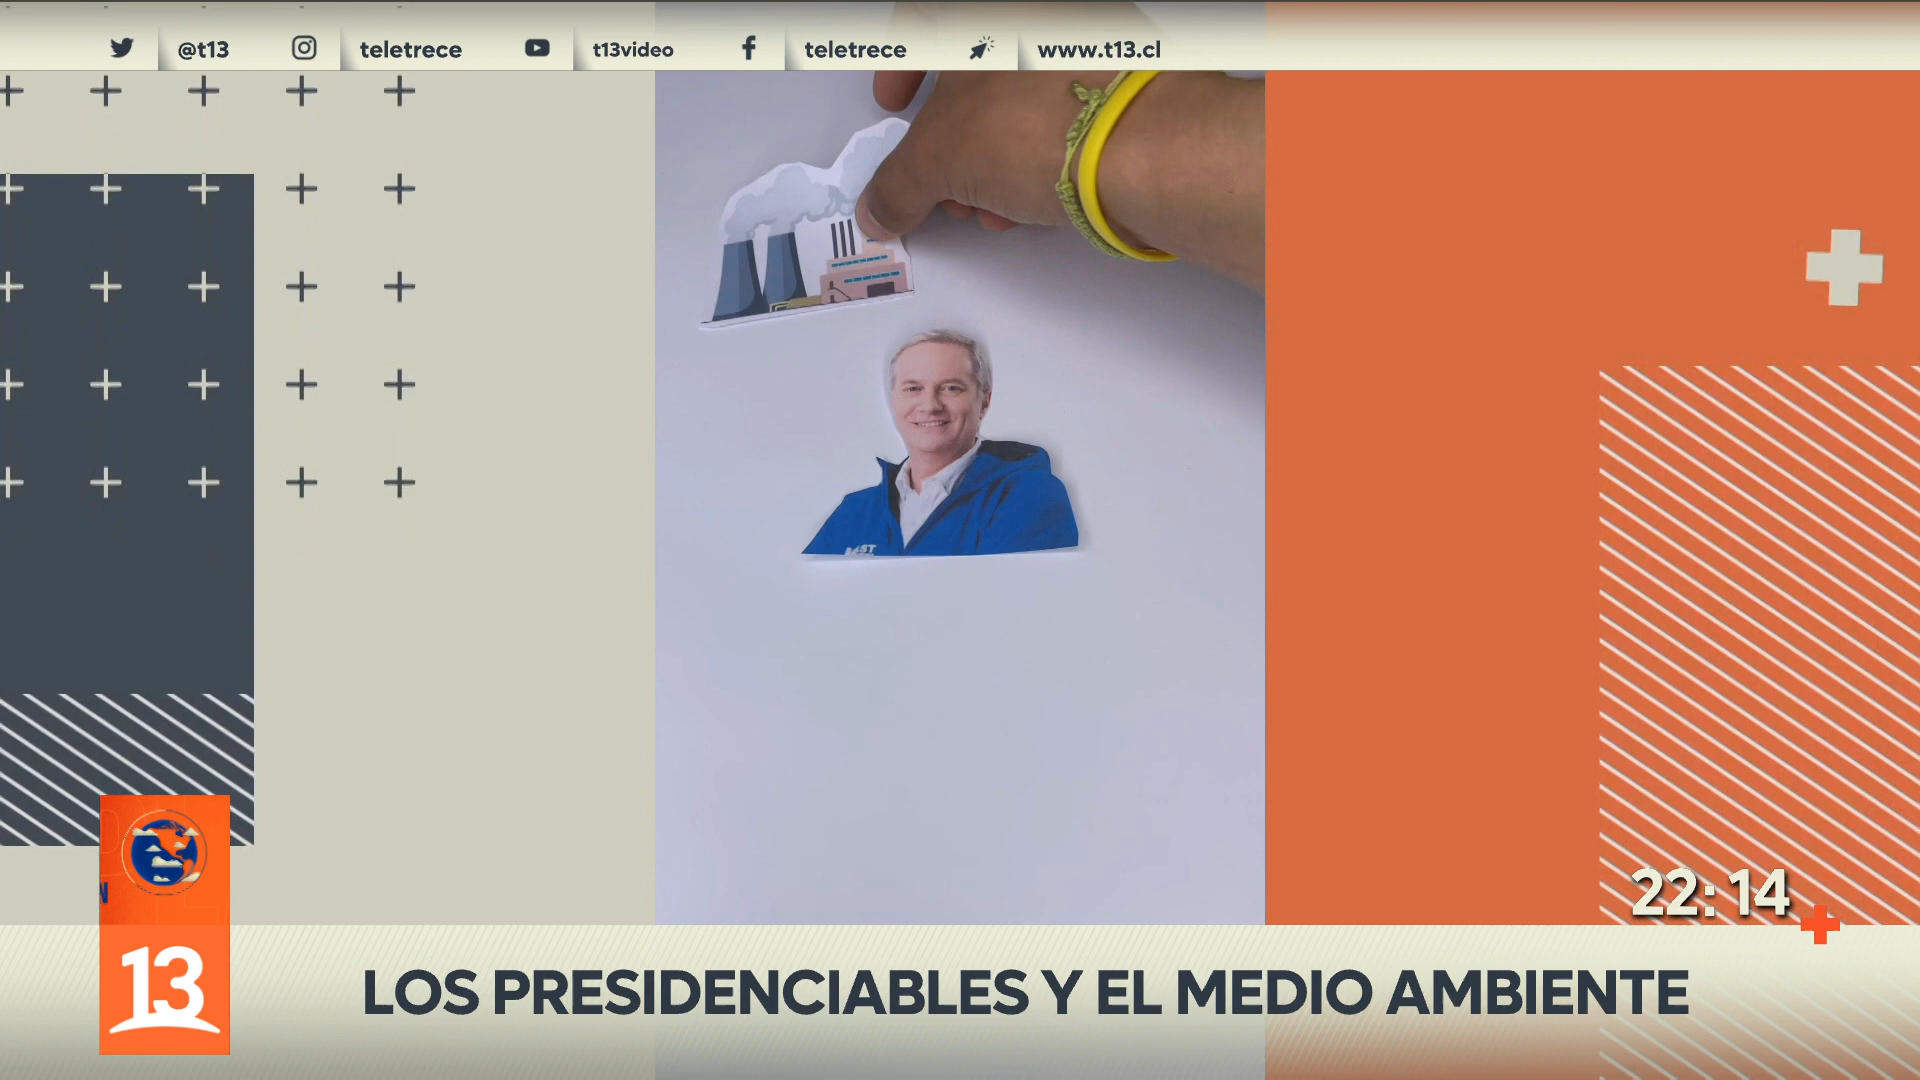 @t13 teletrece t13video teletrece www.t13.cl
22:14
13
LOS PRESIDENCIABLES Y EL MEDIO AMBIENTE